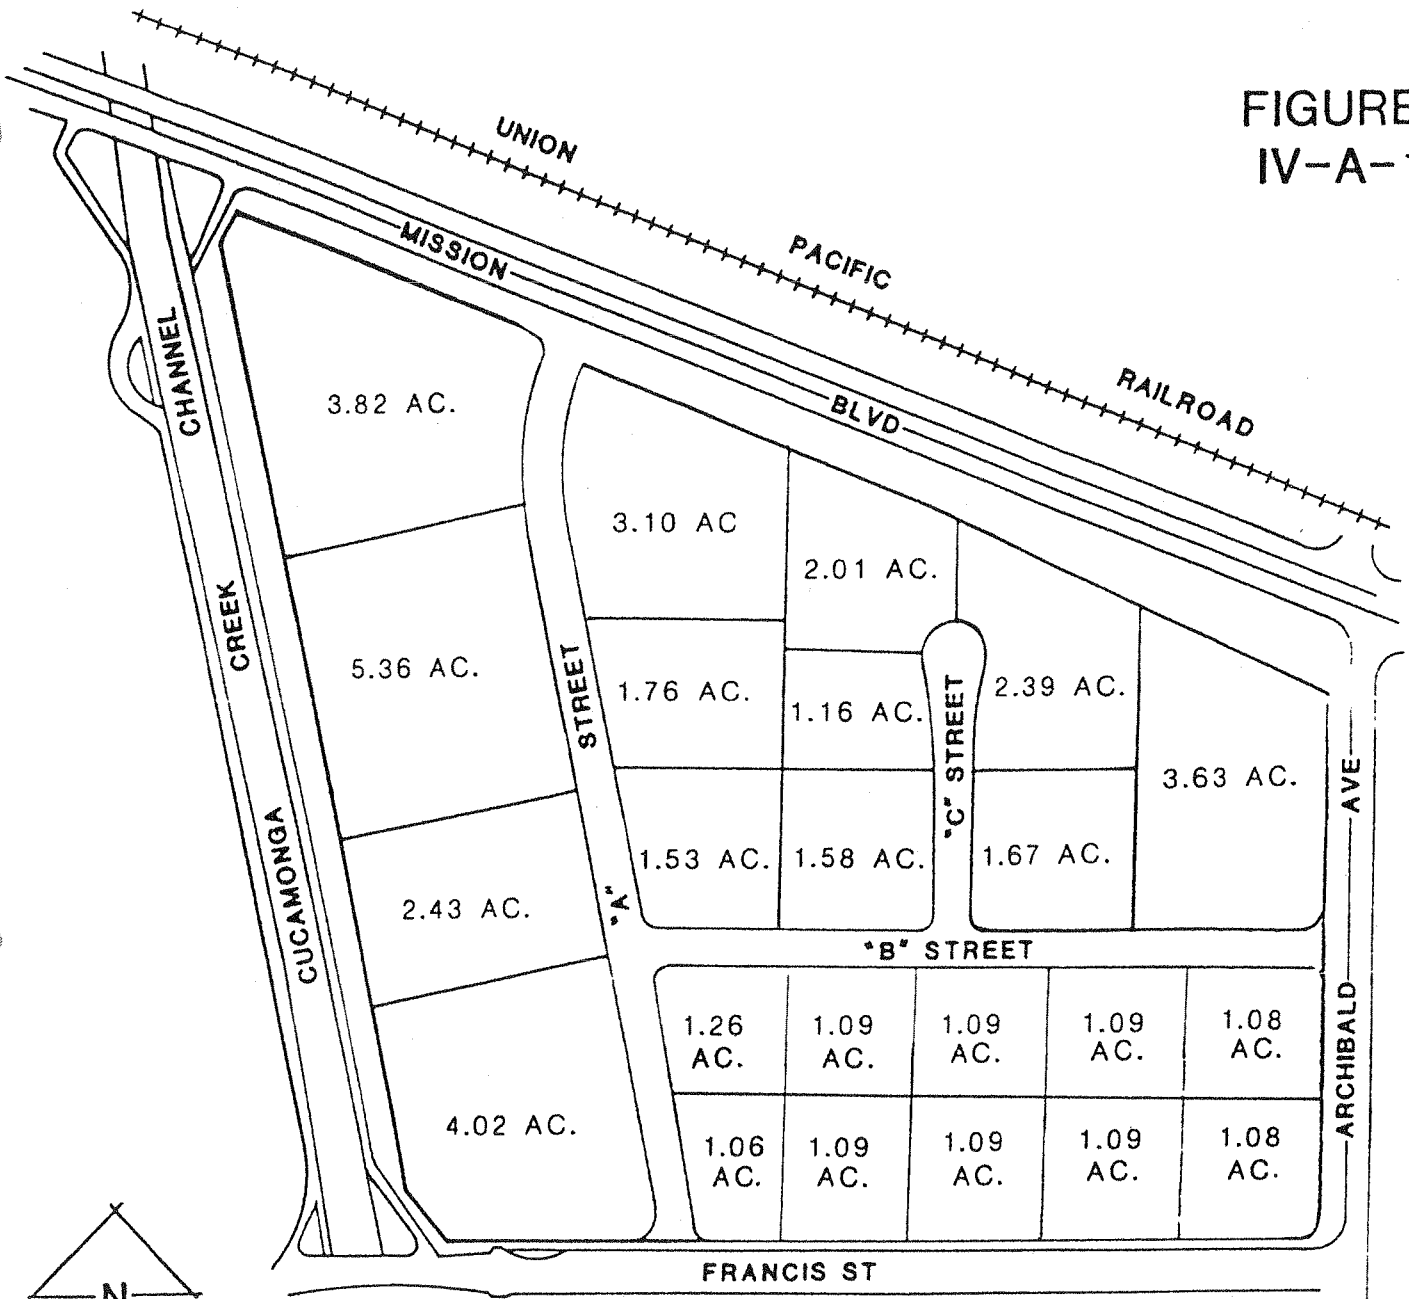 FIGURE
IV-A-1
UNION
PACIFIC
RAILROAD
MISSION
BLVD
CHANNEL
CREEK
CUCAMONGA
3.82 AC.
5.36 AC.
2.43 AC.
4.02 AC.
STREET
"A"
3.10 AC
2.01 AC.
1.76 AC.
1.16 AC.
2.39 AC.
3.63 AC.
"C" STREET
1.53 AC.
1.58 AC.
1.67 AC.
"B" STREET
AVE
ARCHIBALD
1.26
AC.
1.09
AC.
1.09
AC.
1.09
AC.
1.08
AC.
1.06
AC.
1.09
AC.
1.09
AC.
1.09
AC.
1.08
AC.
FRANCIS ST
N